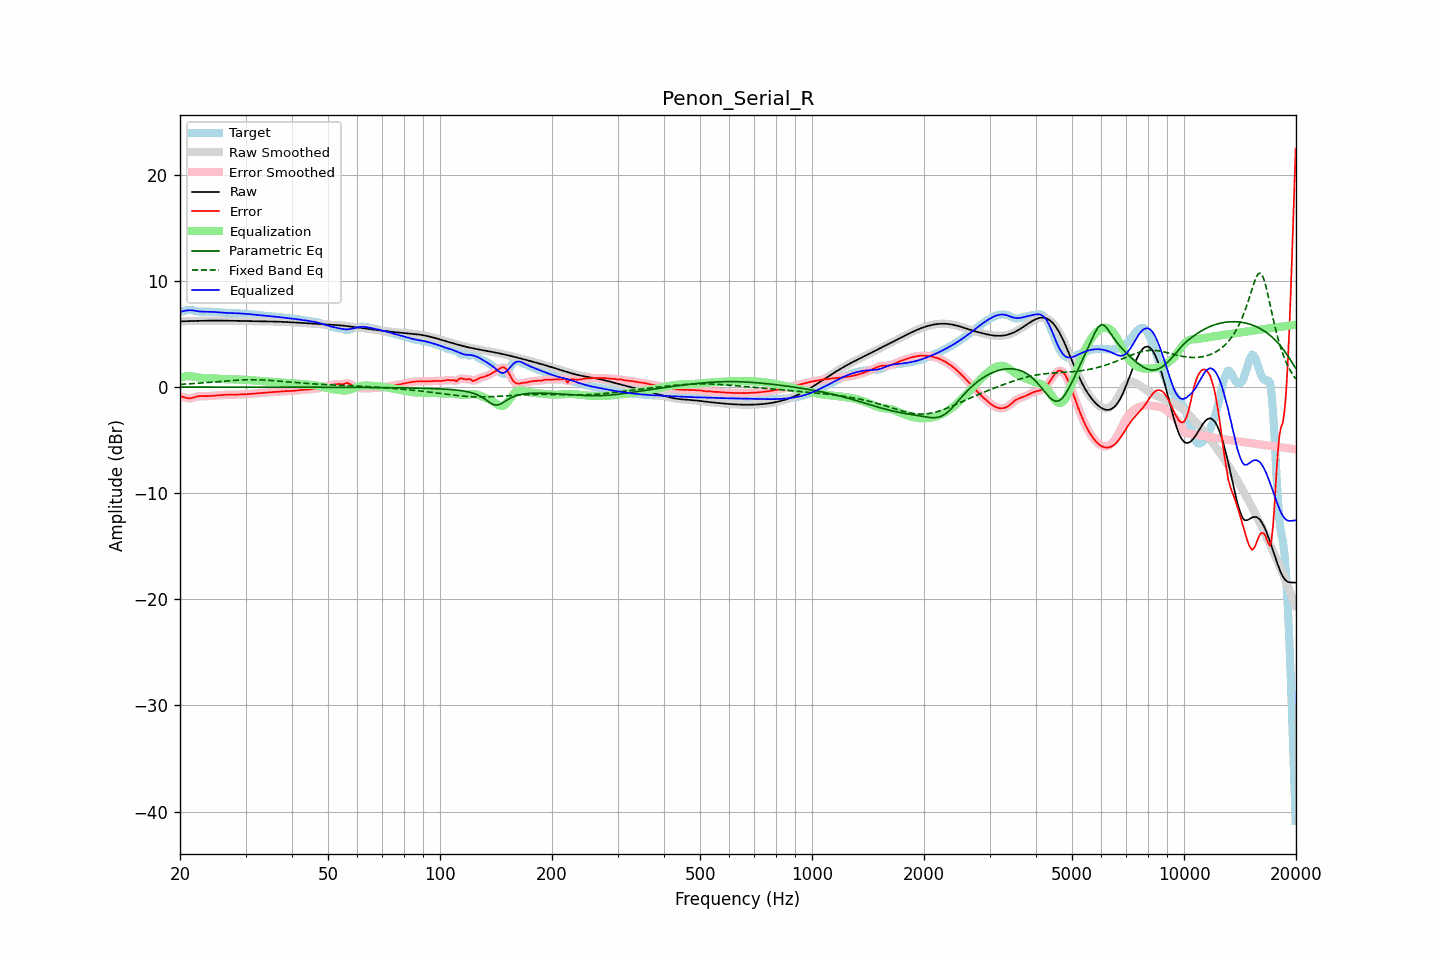 Penon_Serial_R
Target
Raw Smoothed
Error Smoothed
Raw
Error
Equalization
Parametric Eq
Fixed Band Eq
Equalized
Amplitude (dBr)
20
10
0
−10
−20
−30
−40
20 50 100 200 500 1000 2000 5000 10000 20000
Frequency (Hz)